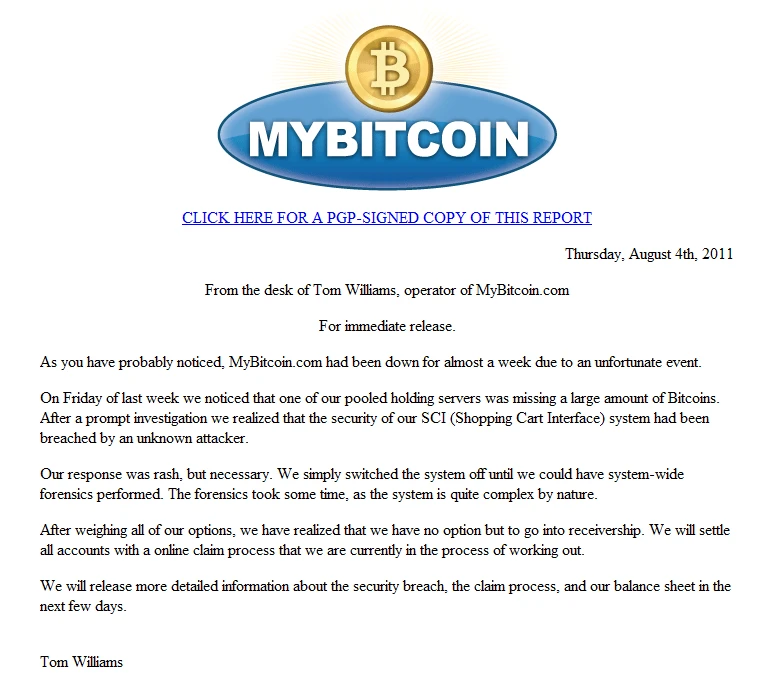 MYBITCOIN
CLICK HERE FOR A PGP-SIGNED COPY OF THIS REPORT
Thursday, August 4th, 2011
From the desk of Tom Williams, operator of MyBitcoin.com
For immediate release.
As you have probably noticed, MyBitcoin.com had been down for almost a week due to an unfortunate event.
On Friday of last week we noticed that one of our pooled holding servers was missing a large amount of Bitcoins.
After a prompt investigation we realized that the security of our SCI (Shopping Cart Interface) system had been
breached by an unknown attacker.
Our response was rash, but necessary. We simply switched the system off until we could have system-wide
forensics performed. The forensics took some time, as the system is quite complex by nature.
After weighing all of our options, we have realized that we have no option but to go into receivership. We will settle
all accounts with a online claim process that we are currently in the process of working out.
We will release more detailed information about the security breach, the claim process, and our balance sheet in the
next few days.
Tom Williams